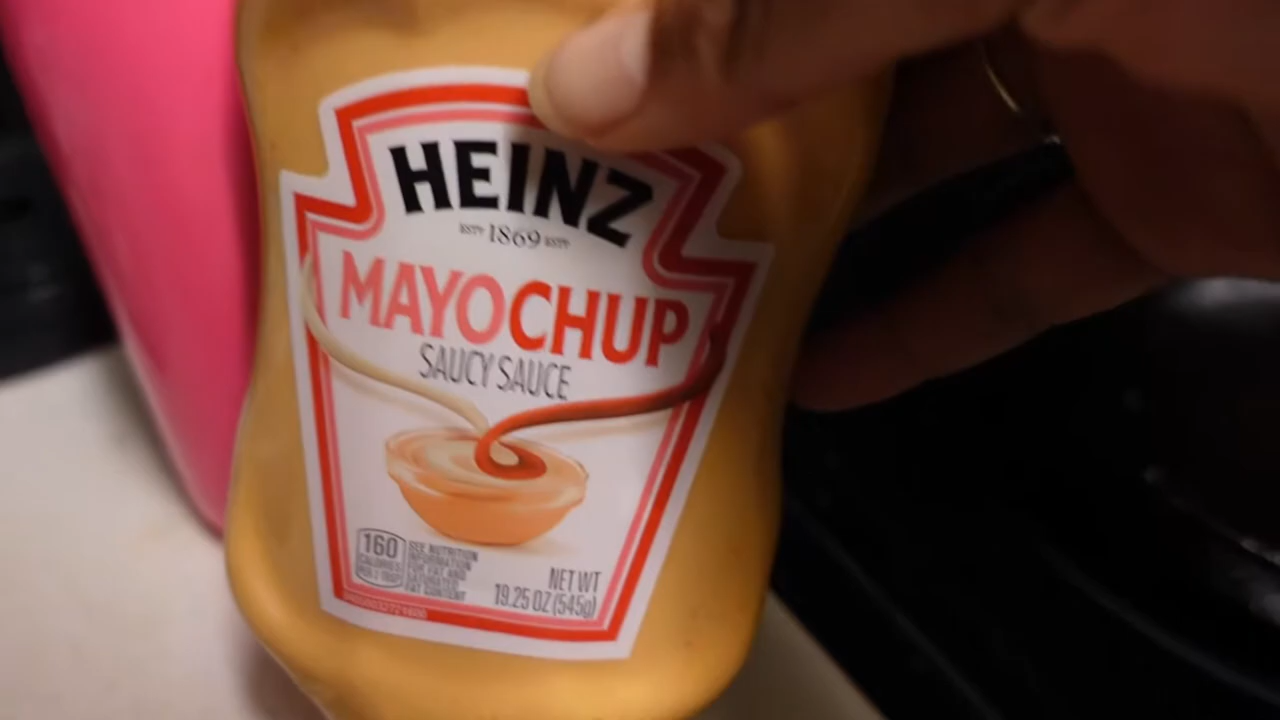 HEINZ
ESTD 1869 ESTD
MAYOCHUP
SAUCY SAUCE
160
CALORIES
SEE NUTRITION
INFORMATION
FOR FAT AND
SATURATED
FAT CONTENT
NET WT
19.25 OZ (545g)